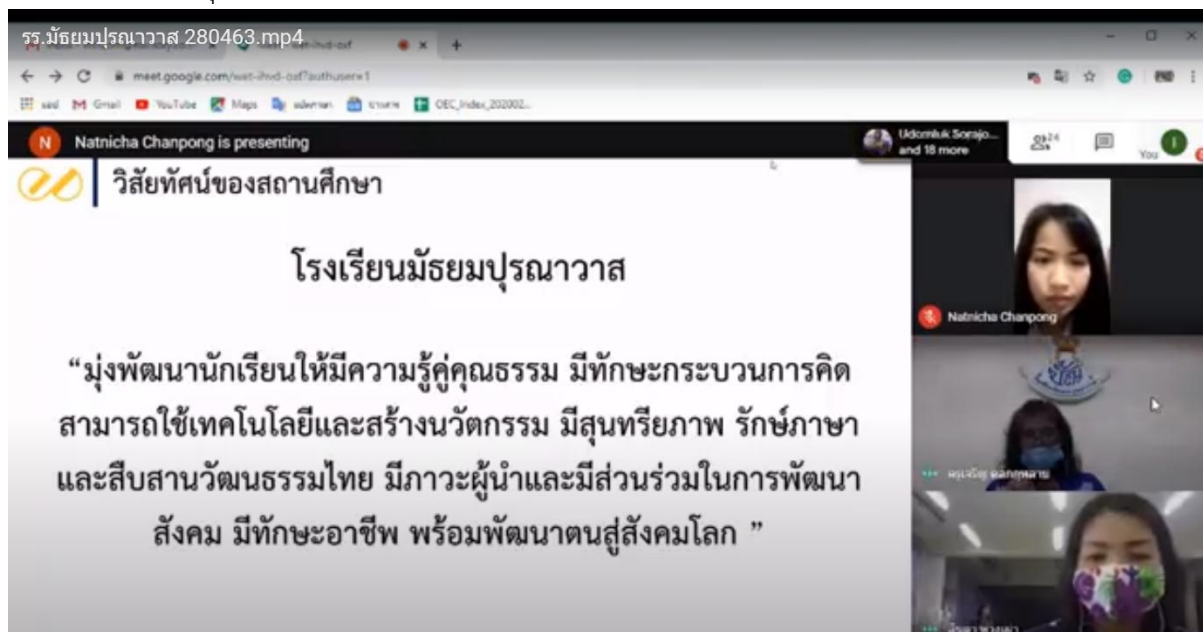 รร.มัธยมปุรณาวาส 280463.mp4
meet.google.com/
Gmail YouTube Maps OEC_Index_202002...
Natnicha Chanpong is presenting
Udomluk Sorajo...
and 18 more
24
You
วิสัยทัศน์ของสถานศึกษา
โรงเรียนมัธยมปุรณาวาส
“มุ่งพัฒนานักเรียนให้มีความรู้คู่คุณธรรม มีทักษะกระบวนการคิด
สามารถใช้เทคโนโลยีและสร้างนวัตกรรม มีสุนทรียภาพ รักษ์ภาษา
และสืบสานวัฒนธรรมไทย มีภาวะผู้นำและมีส่วนร่วมในการพัฒนา
สังคม มีทักษะอาชีพ พร้อมพัฒนาตนสู่สังคมโลก ”
Natnicha Chanpong